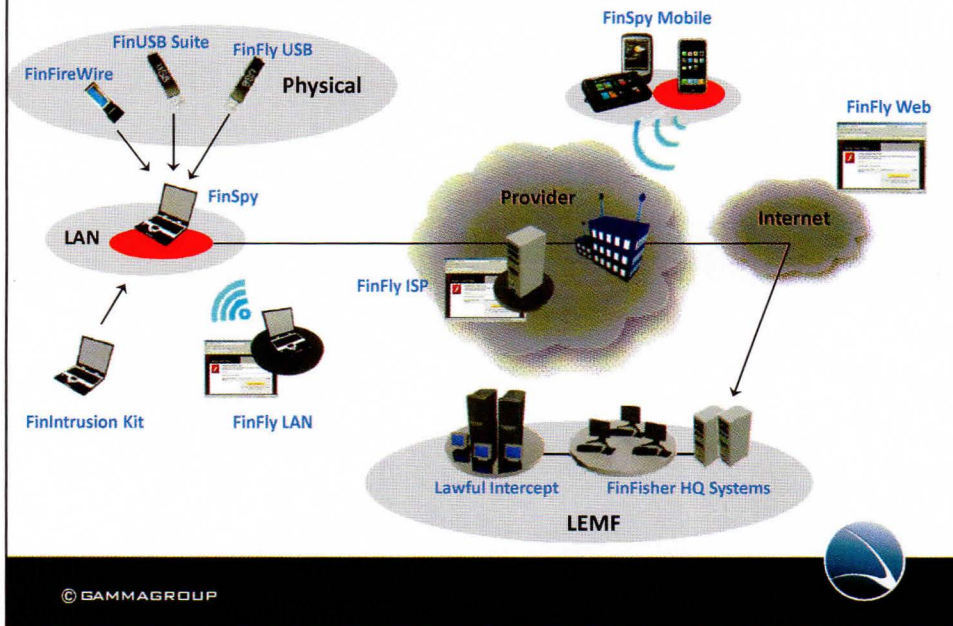 FinSpy Mobile
FinUSB Suite
FinFly USB
FinFireWire
Physical
FinFly Web
FinSpy
Provider
Internet
LAN
FinFly ISP
FinIntrusion Kit
FinFly LAN
Lawful Intercept
FinFisher HQ Systems
LEMF
© GAMMAGROUP